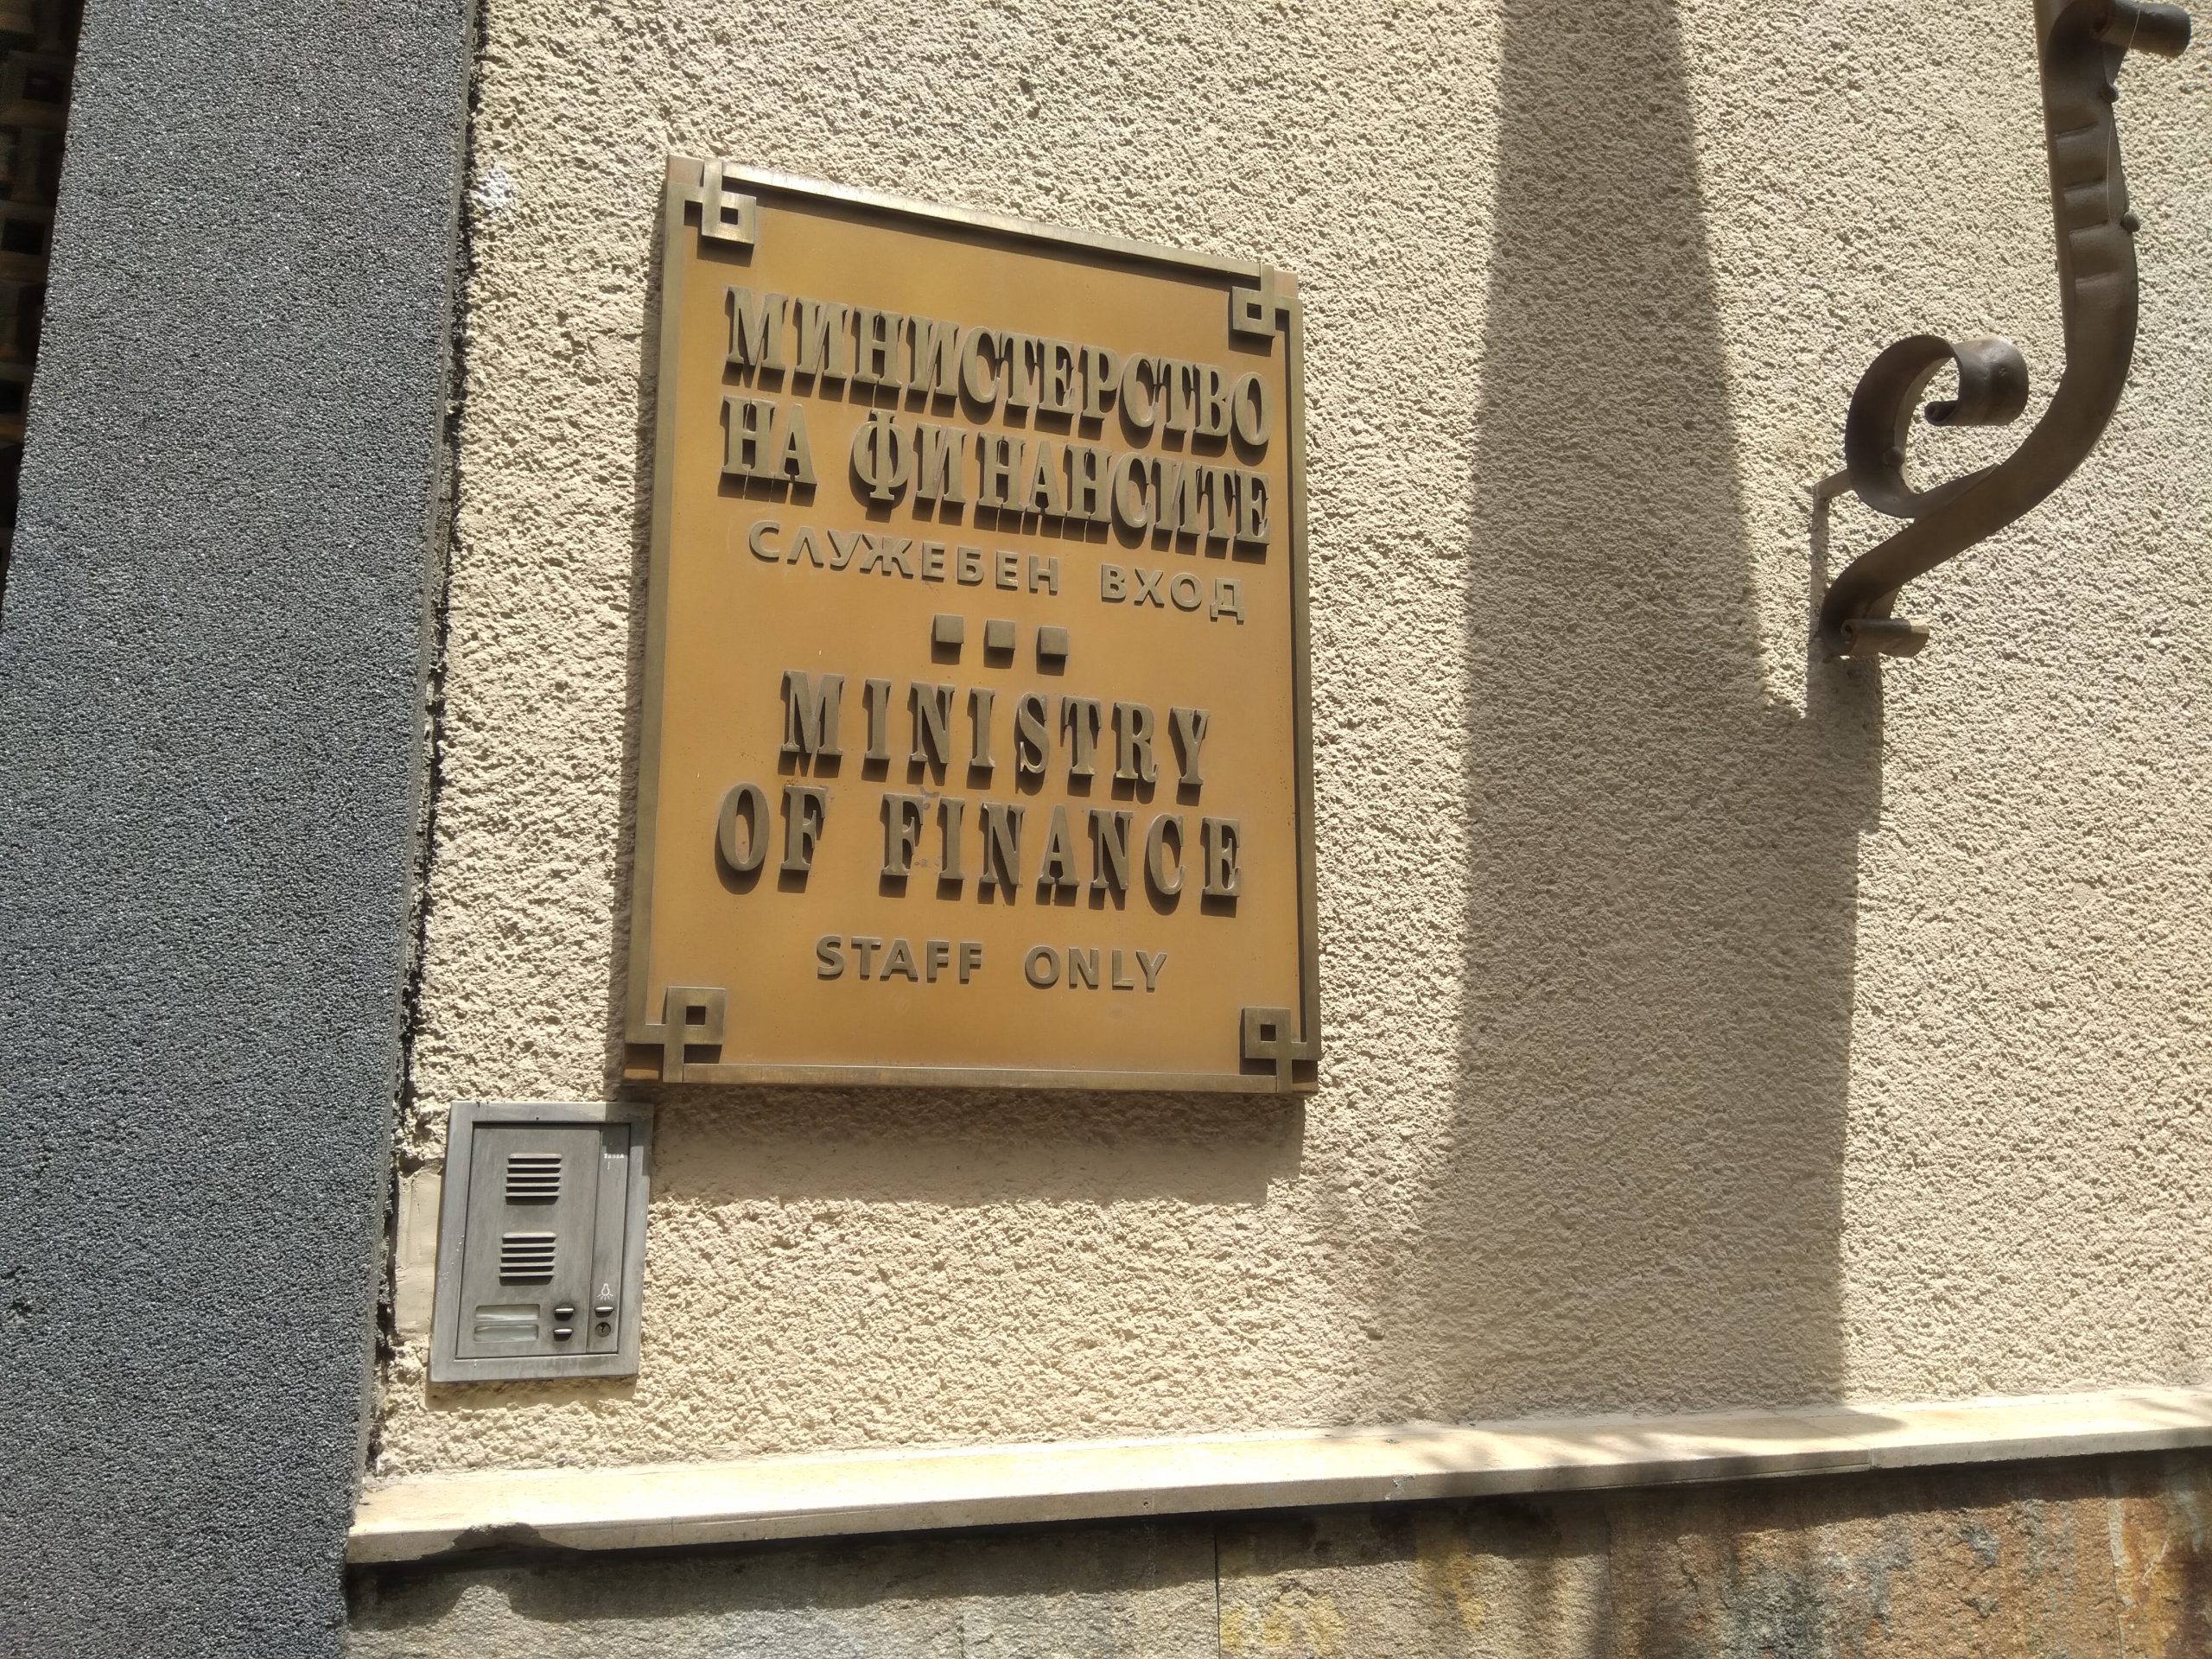 МИНИСТЕРСТВО
НА ФИНАНСИТЕ
СЛУЖЕБЕН ВХОД
MINISTRY
OF FINANCE
STAFF ONLY